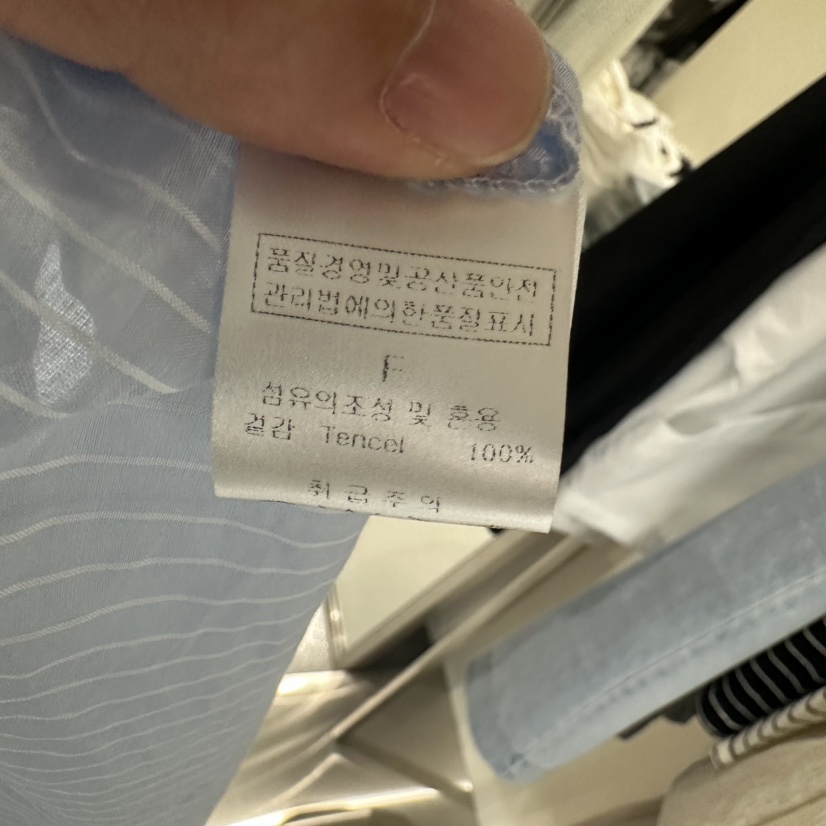 품질경영및공산품안전
관리법에의한품질표시
F
섬유의조성 및 혼용
겉감 Tencel 100%
취 급 주 의